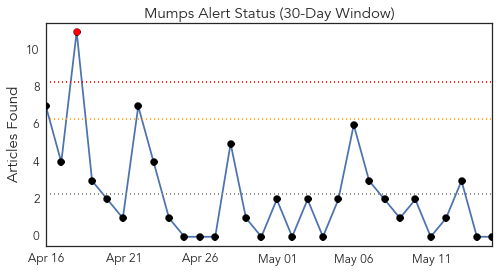 Mumps Alert Status (30-Day Window)
Articles Found
10
8
6
4
2
0
Apr 16
Apr 21
Apr 26
May 01
May 06
May 11